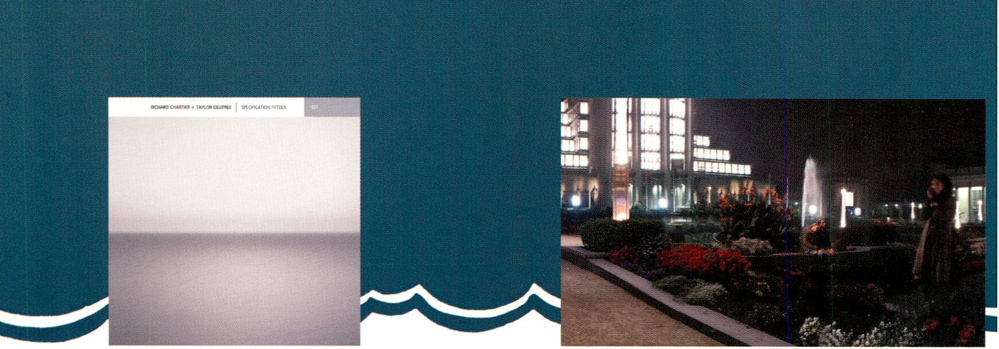 RICHARD CHARTIER + TAYLOR DEUPREE | SPECIFICATION.FIFTEEN